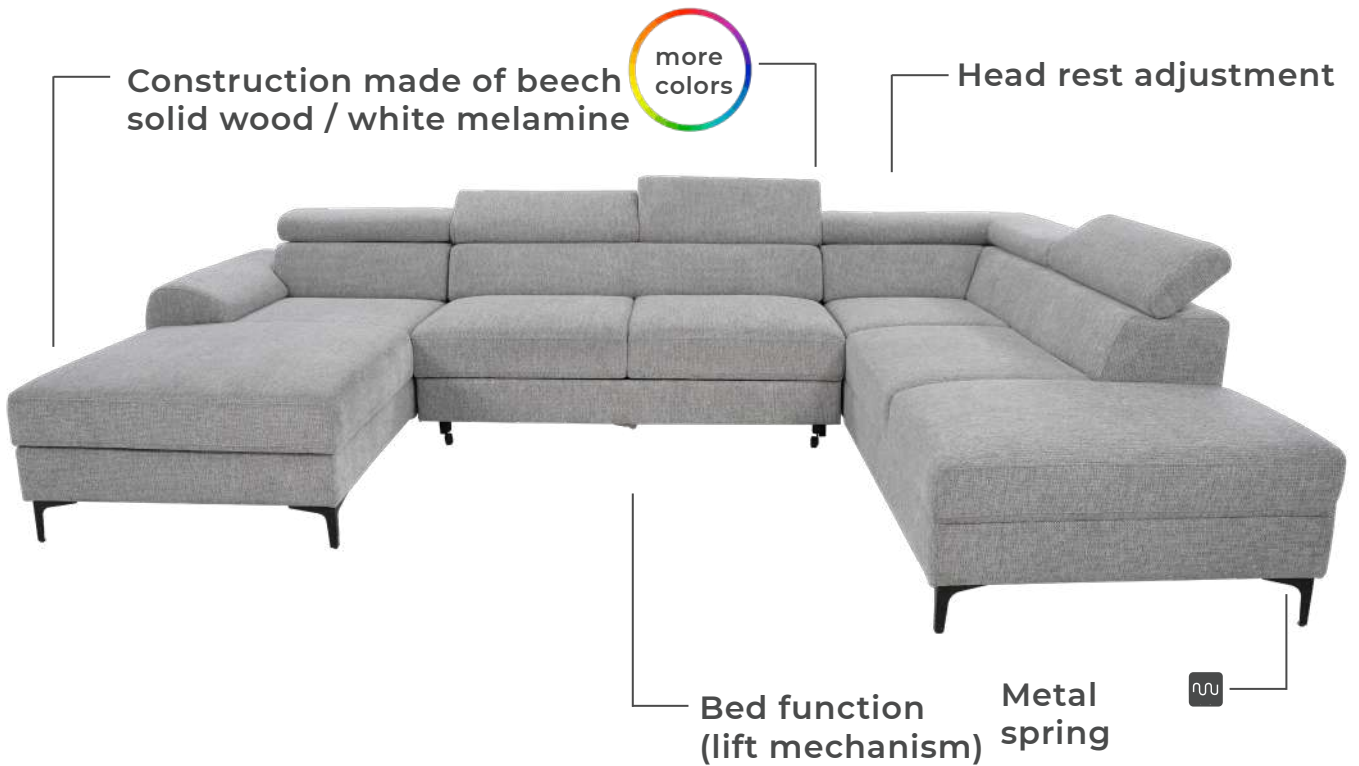 Construction made of beech
solid wood / white melamine
more
colors
Head rest adjustment
Bed function
(lift mechanism)
Metal
spring